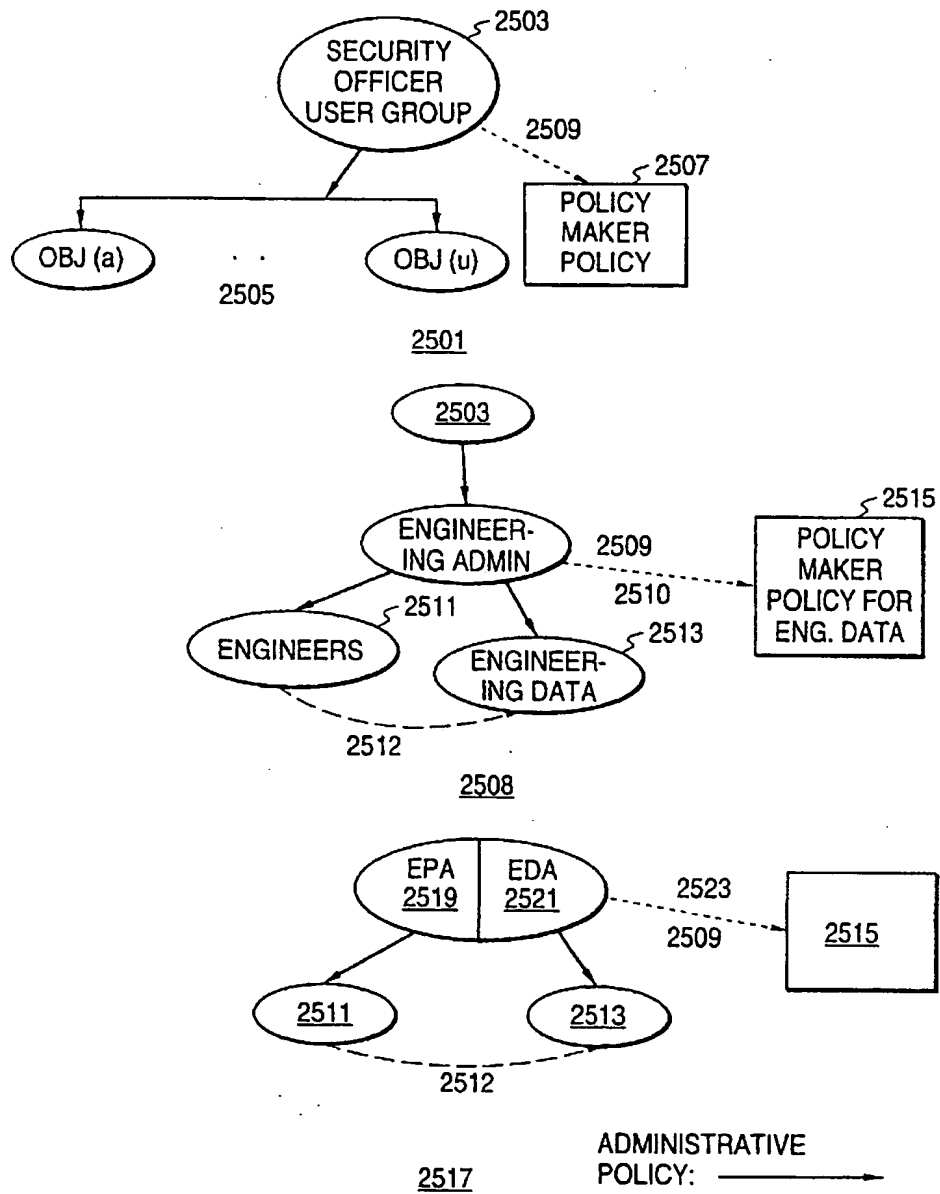 2503
SECURITY
OFFICER
USER GROUP
2509
2507
POLICY
MAKER
POLICY
OBJ (a)
. .
OBJ (u)
2505
2501
2503
ENGINEER-
ING ADMIN
2509
2510
2515
POLICY
MAKER
POLICY FOR
ENG. DATA
2511
ENGINEERS
2513
ENGINEER-
ING DATA
2512
2508
EPA
2519
EDA
2521
2523
2509
2515
2511
2513
2512
2517
ADMINISTRATIVE
POLICY: